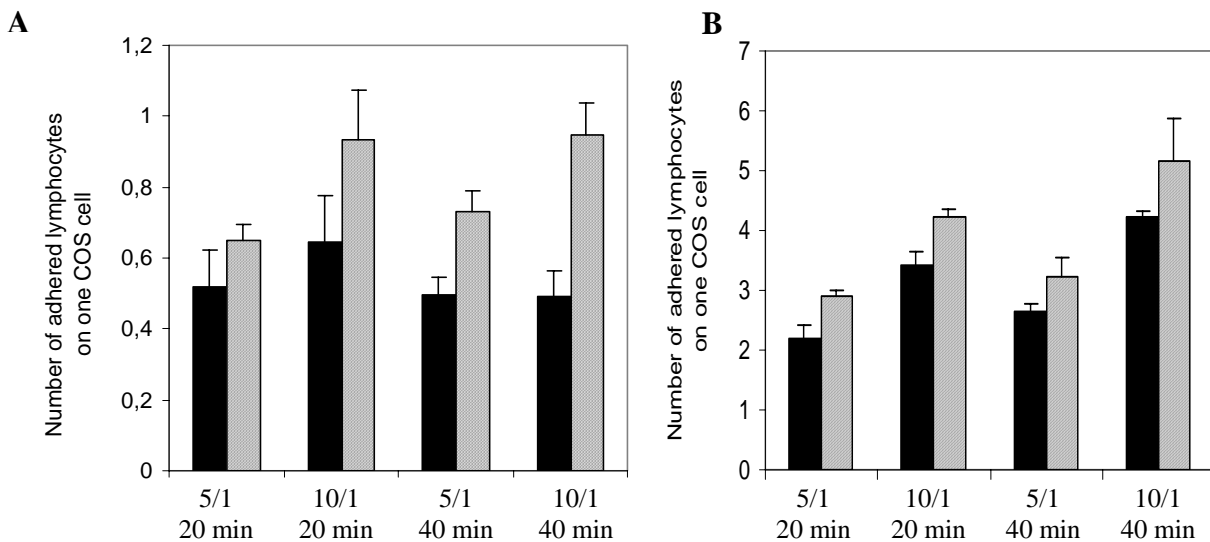 A
Number of adhered lymphocytes
on one COS cell
1,2
1
0,8
0,6
0,4
0,2
0
5/1
20 min
10/1
20 min
5/1
40 min
10/1
40 min
B
Number of adhered lymphocytes
on one COS cell
7
6
5
4
3
2
1
0
5/1
20 min
10/1
20 min
5/1
40 min
10/1
40 min